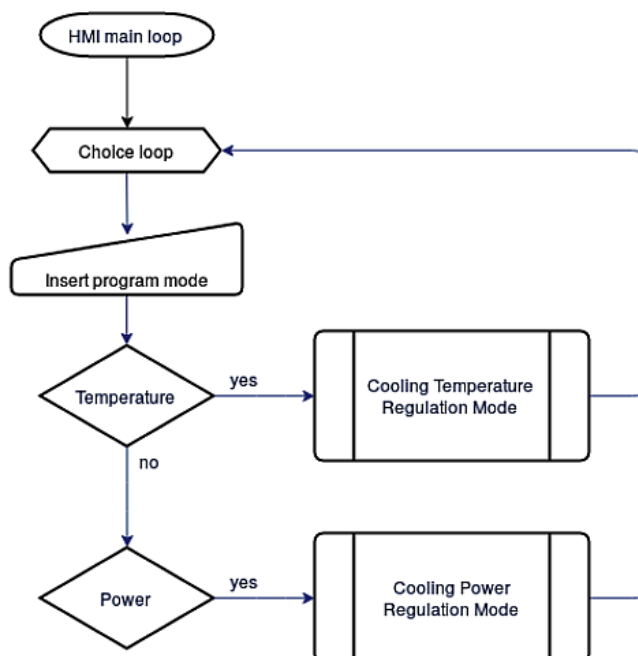 HMI main loop
Choice loop
Insert program mode
Temperature
yes
Cooling Temperature
Regulation Mode
no
Power
yes
Cooling Power
Regulation Mode